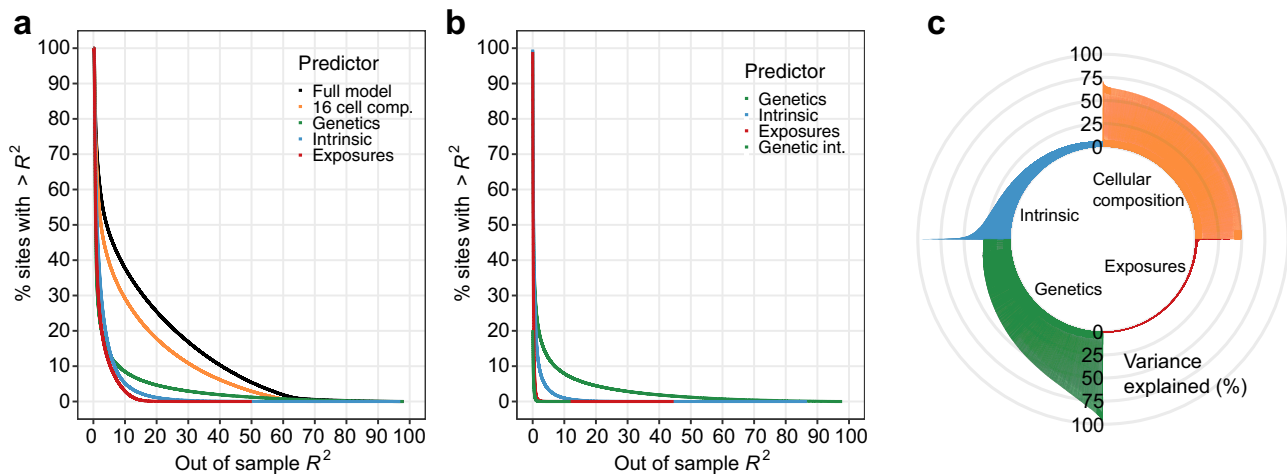 a
% sites with > R²
100
90
80
70
60
50
40
30
20
10
0
Predictor
Full model
16 cell comp.
Genetics
Intrinsic
Exposures
0 10 20 30 40 50 60 70 80 90 100
Out of sample R²
b
% sites with > R²
100
90
80
70
60
50
40
30
20
10
0
Predictor
Genetics
Intrinsic
Exposures
Genetic int.
0 10 20 30 40 50 60 70 80 90 100
Out of sample R²
c
100
75
50
25
0
Cellular
composition
Intrinsic
Exposures
Genetics
0
25
50
75
100
Variance
explained (%)